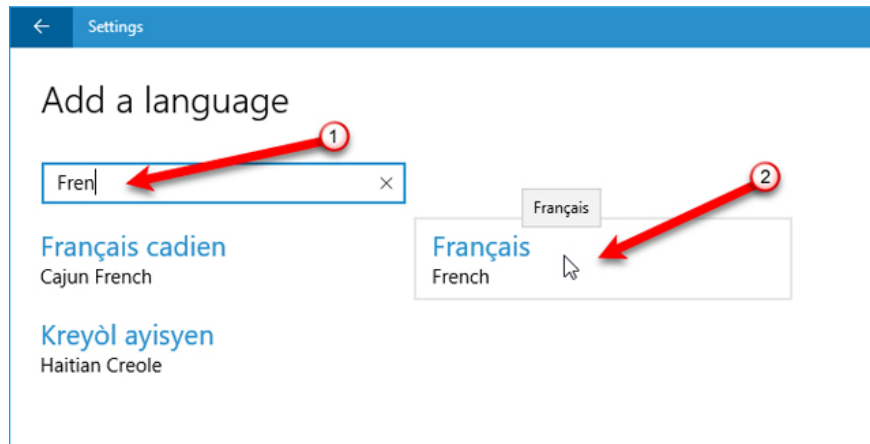 Settings
Add a language
1
Fren
2
Français
Français cadien
Cajun French
Français
French
Kreyòl ayisyen
Haitian Creole